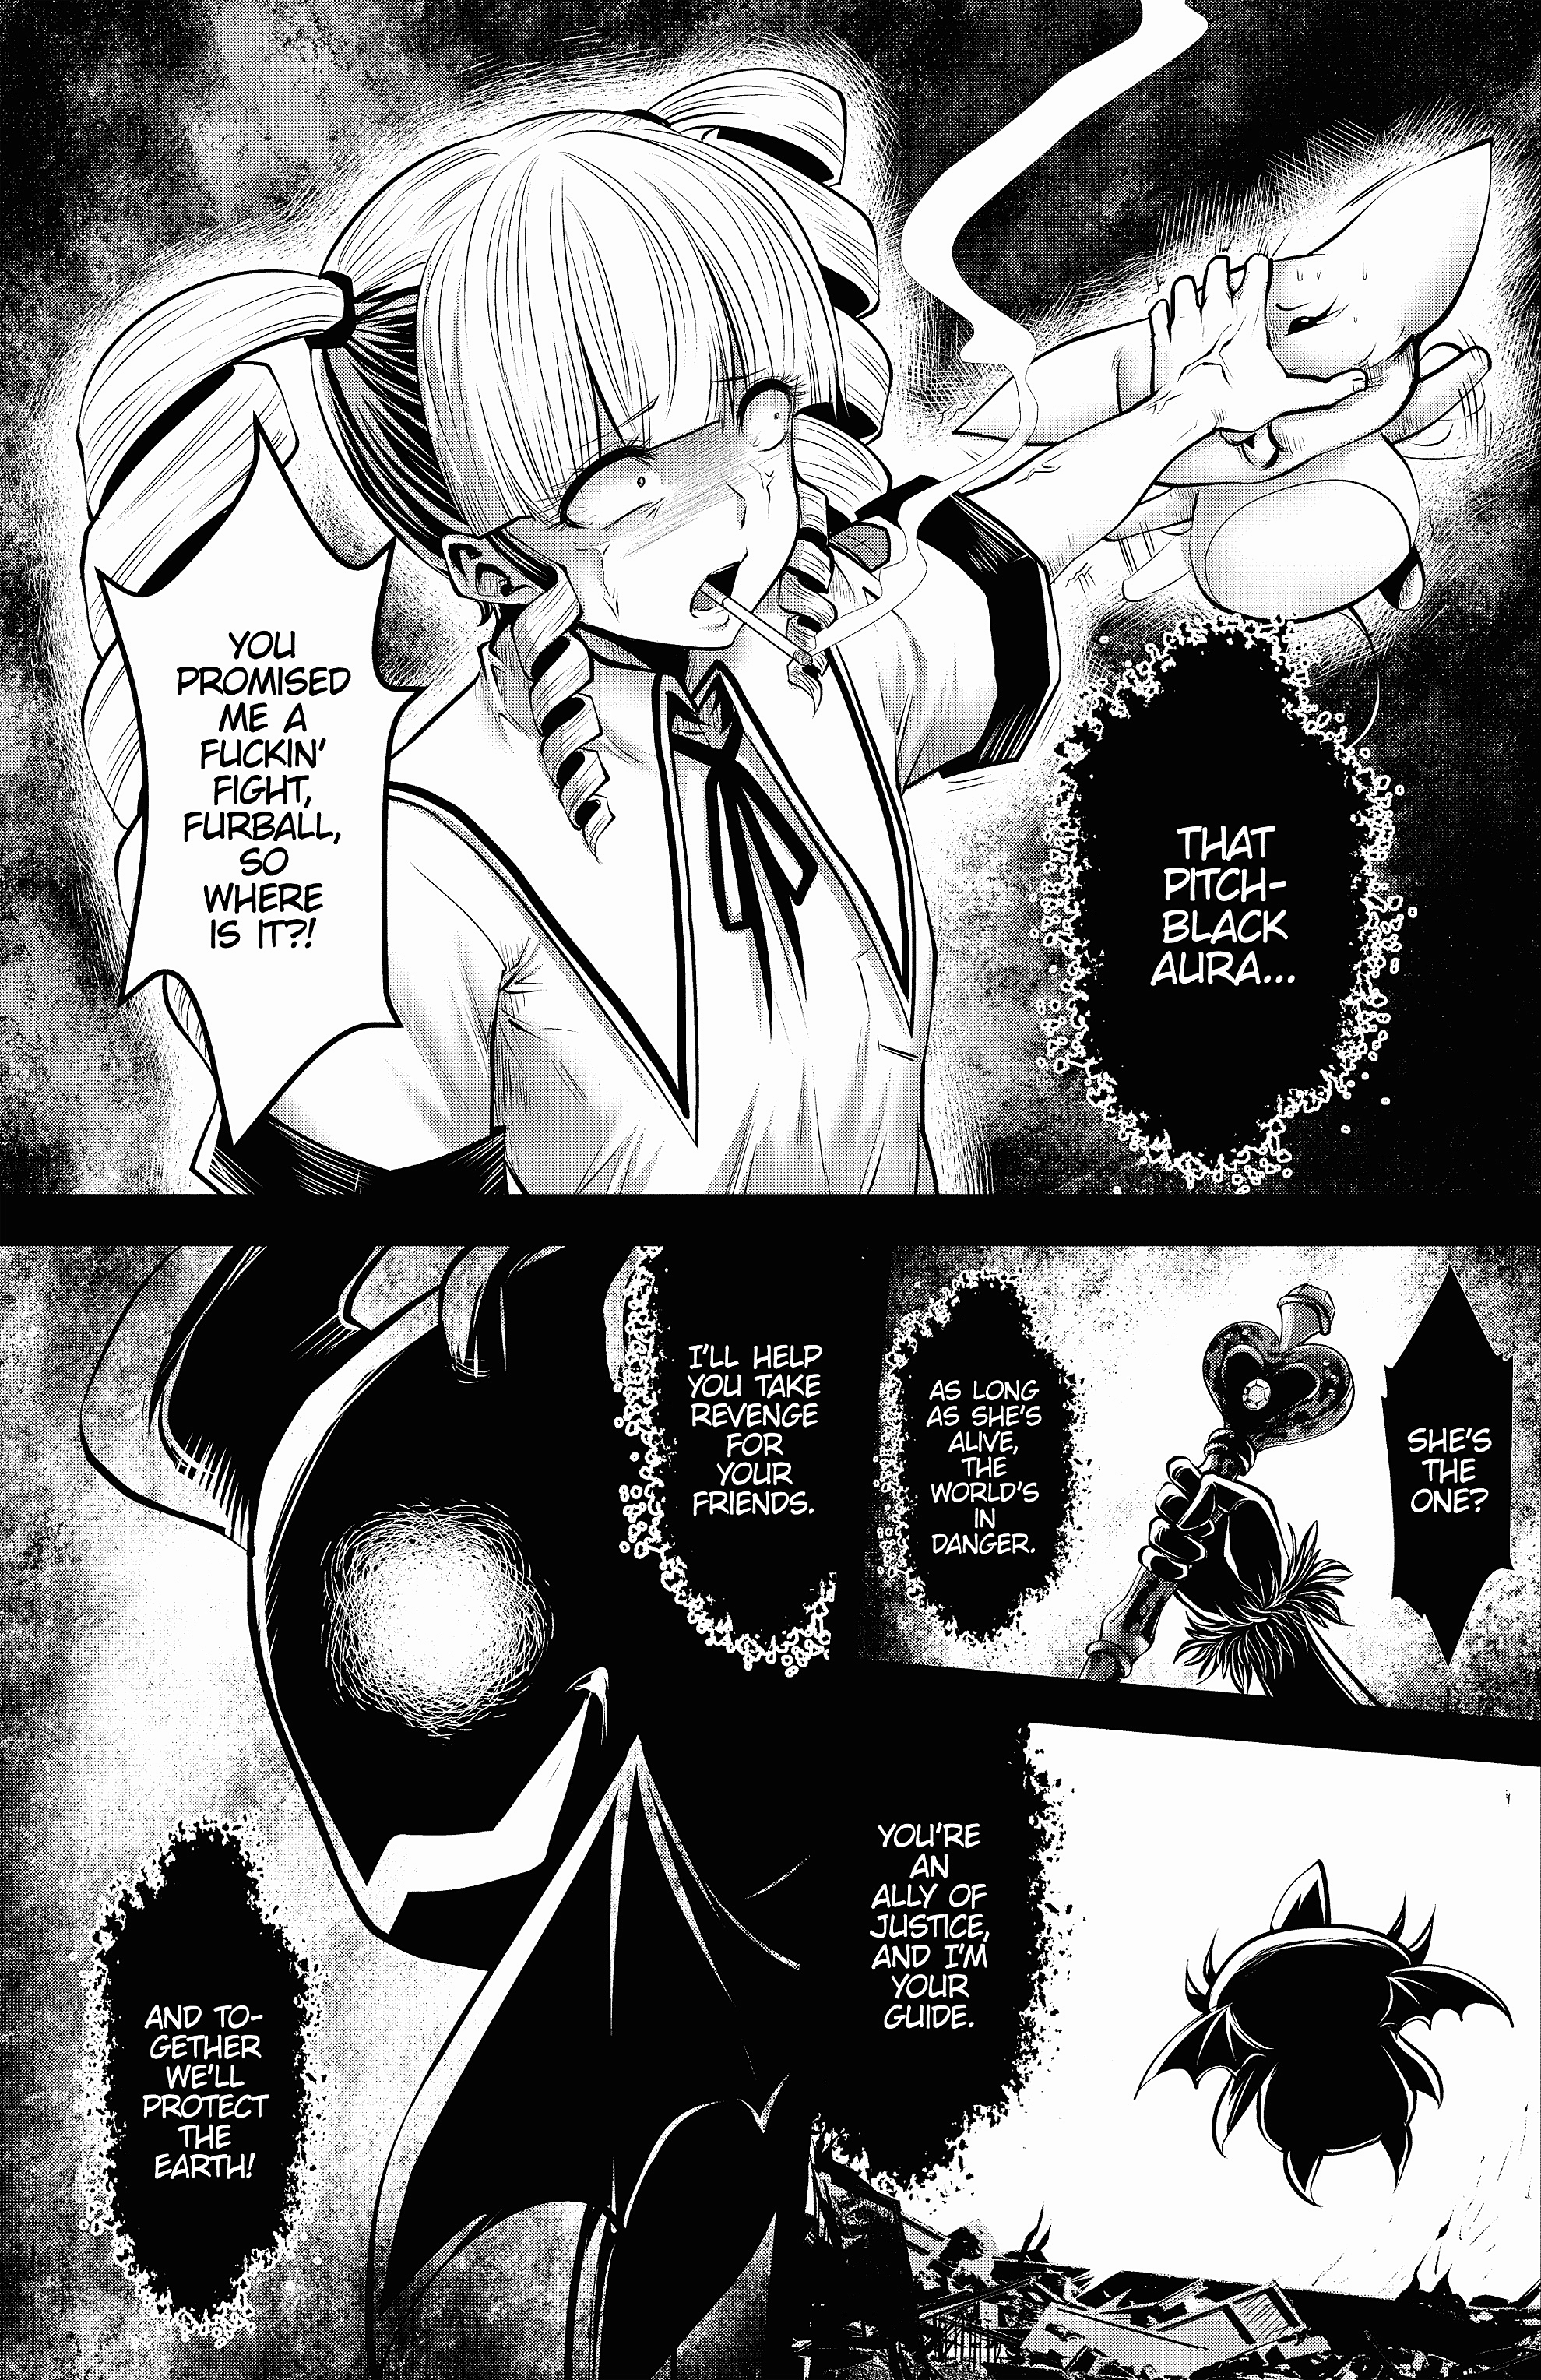 THAT
PITCH-
BLACK
AURA...
YOU
PROMISED
ME A
FUCKIN'
FIGHT,
FURBALL,
SO
WHERE
IS IT?!
SHE'S
THE
ONE?
AS LONG
AS SHE'S
ALIVE,
THE
WORLD'S
IN
DANGER.
I'LL HELP
YOU TAKE
REVENGE
FOR
YOUR
FRIENDS.
YOU'RE
AN
ALLY OF
JUSTICE,
AND I'M
YOUR
GUIDE.
AND TO-
GETHER
WE'LL
PROTECT
THE
EARTH!